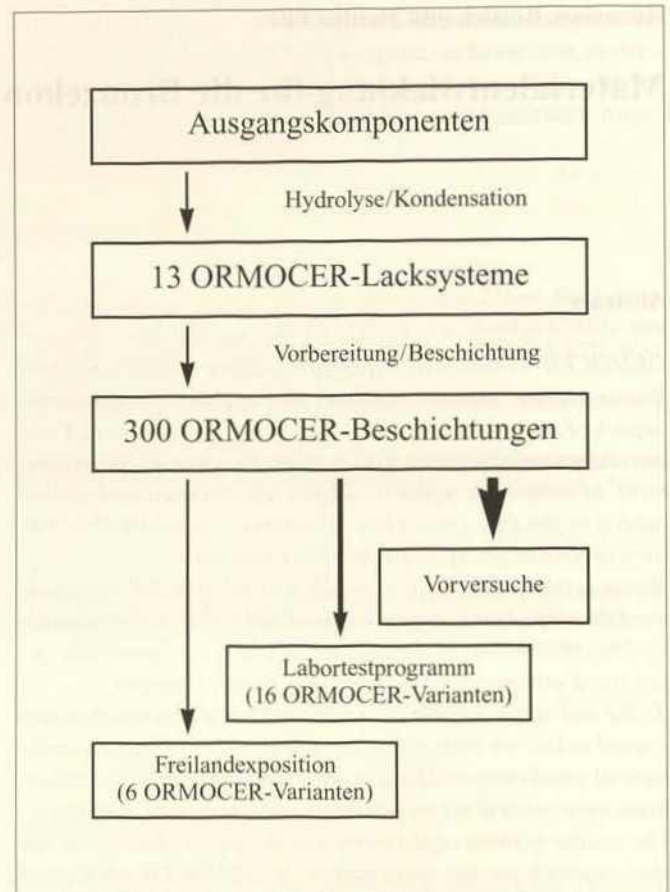 Ausgangskomponenten
Hydrolyse/Kondensation
13 ORMOCER-Lacksysteme
Vorbereitung/Beschichtung
300 ORMOCER-Beschichtungen
Vorversuche
Labortestprogramm
(16 ORMOCER-Varianten)
Freilandexposition
(6 ORMOCER-Varianten)